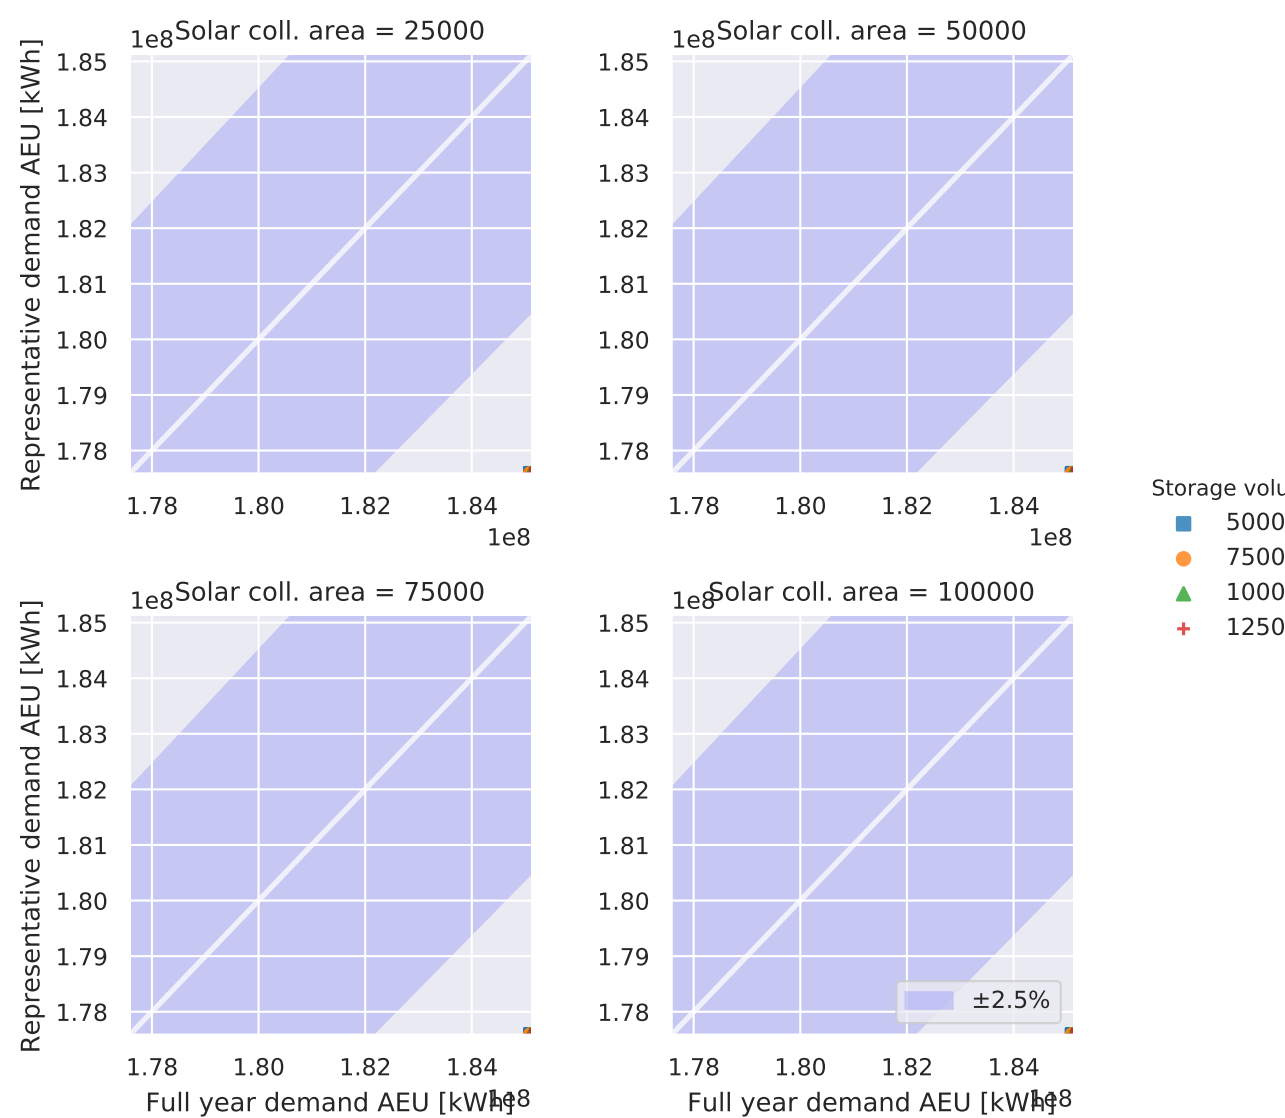 1e8 Solar coll. area = 25000
1e8 Solar coll. area = 50000
Representative demand AEU [kWh]
1.85
1.84
1.83
1.82
1.81
1.80
1.79
1.78
1.78 1.80 1.82 1.84
1e8
1.85
1.84
1.83
1.82
1.81
1.80
1.79
1.78
1.78 1.80 1.82 1.84
1e8
Storage volu
5000
7500
1000
1250
1e8 Solar coll. area = 75000
1e8 Solar coll. area = 100000
Representative demand AEU [kWh]
1.85
1.84
1.83
1.82
1.81
1.80
1.79
1.78
1.78 1.80 1.82 1.84
Full year demand AEU [kWh]
1e8
1.85
1.84
1.83
1.82
1.81
1.80
1.79
1.78
±2.5%
1.78 1.80 1.82 1.84
Full year demand AEU [kWh]
1e8